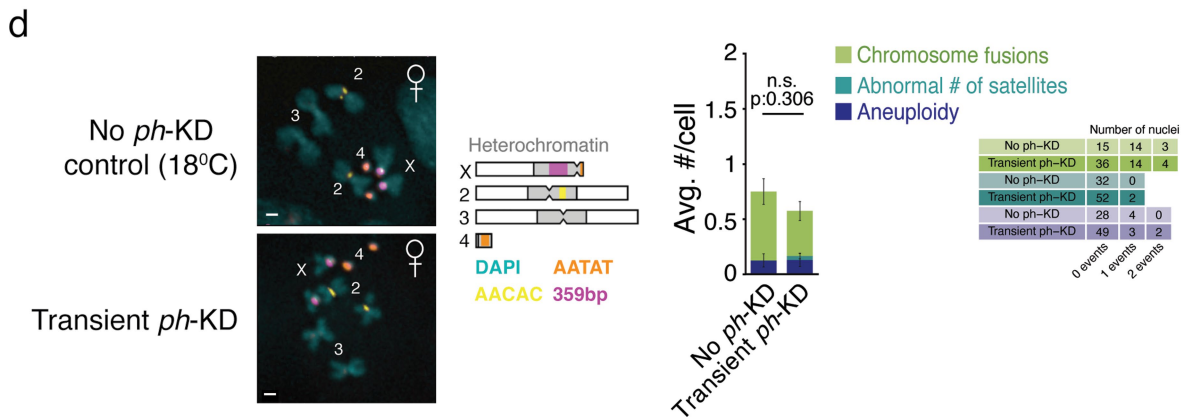 d
No ph-KD
control (18⁰C)
2
3
4
X
2
♀
Transient ph-KD
X
4
2
3
♀
Heterochromatin
X
2
3
4
DAPI AATAT
AACAC 359bp
Avg. #/cell
2
1.5
1
0.5
0
n.s.
p:0.306
No ph-KD
Transient ph-KD
Chromosome fusions
Abnormal # of satellites
Aneuploidy
Number of nuclei
No ph–KD 15 14 3
Transient ph–KD 36 14 4
No ph–KD 32 0
Transient ph–KD 52 2
No ph–KD 28 4 0
Transient ph–KD 49 3 2
0 events
1 events
2 events